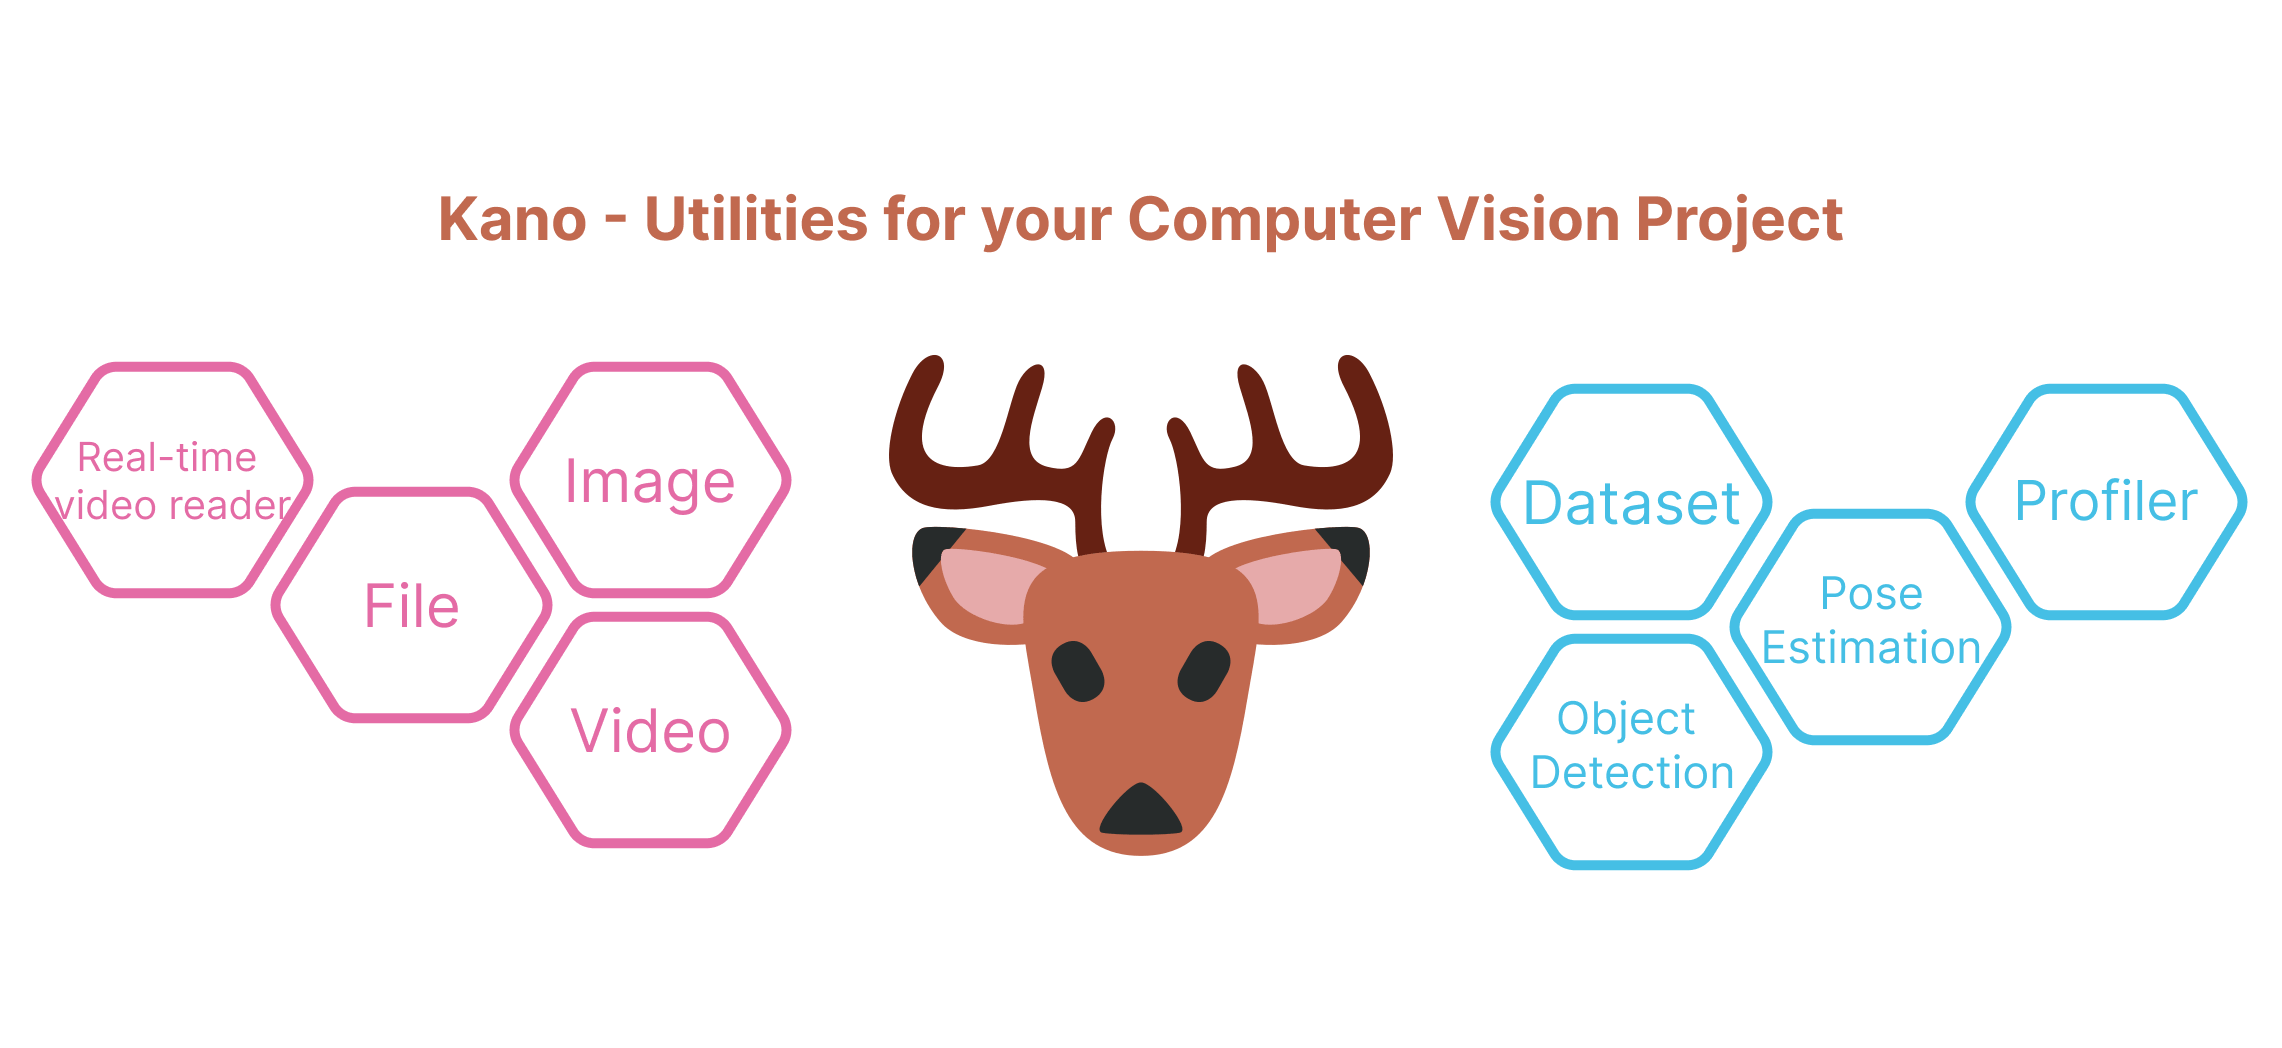 Kano - Utilities for your Computer Vision Project
Real-time
video reader
File
Image
Video
Dataset
Object
Detection
Pose
Estimation
Profiler